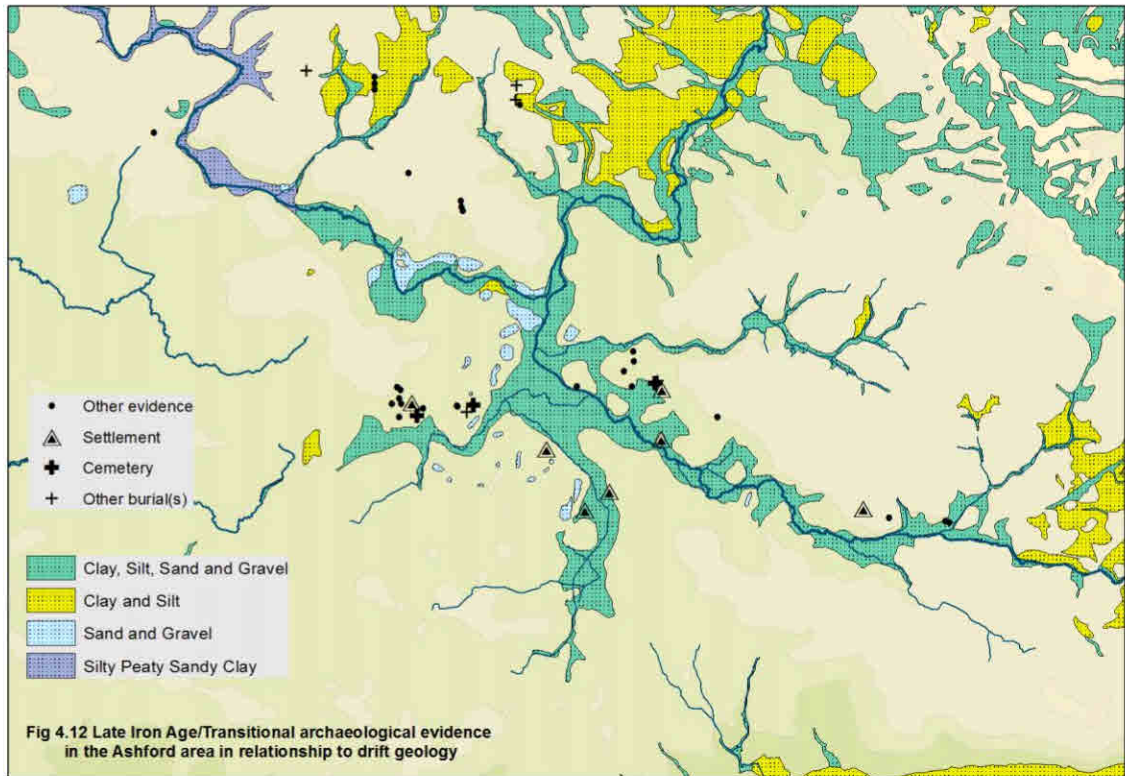 Other evidence
Settlement
Cemetery
Other burial(s)
Clay, Silt, Sand and Gravel
Clay and Silt
Sand and Gravel
Silty Peaty Sandy Clay
Fig 4.12 Late Iron Age/Transitional archaeological evidence
in the Ashford area in relationship to drift geology